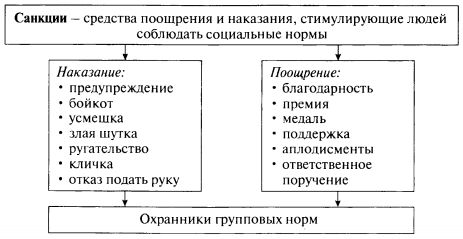 Санкции – средства поощрения и наказания, стимулирующие людей
соблюдать социальные нормы
Наказание:
• предупреждение
• бойкот
• усмешка
• злая шутка
• ругательство
• кличка
• отказ подать руку
Поощрение:
• благодарность
• премия
• медаль
• поддержка
• аплодисменты
• ответственное
поручение
Охранники групповых норм